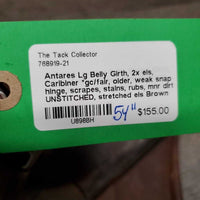 The Tack Collector
768919-21
Antares Lg Belly Girth, 2x els,
Caribiner *gc/fair, older, weak snap
hinge, scrapes, stains, rubs, mnr dirt
UNSTITCHED, stretched els Brown
54" $155.00
U8988H